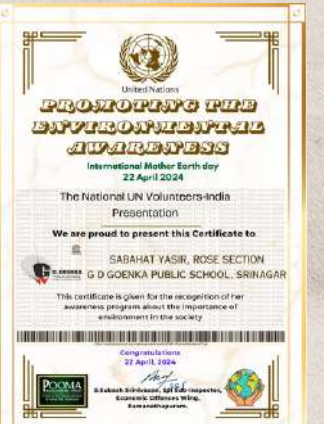 United Nations
PROMOTING THE
ENVIRONMENTAL
AWARENESS
International Mother Earth day
22 April 2024
The National UN Volunteers-India
Presentation
We are proud to present this Certificate to
SABAHAT YASIR, ROSE SECTION
G D GOENKA PUBLIC SCHOOL, SRINAGAR
This certificate is given for the recognition of her
awareness program about the importance of
environment in the society
Congratulations
22 April, 2024
POOMA
S.Subash Srinivasan, Spl Sub-Inspector,
Economic Offenses Wing,
Ramanathapuram.